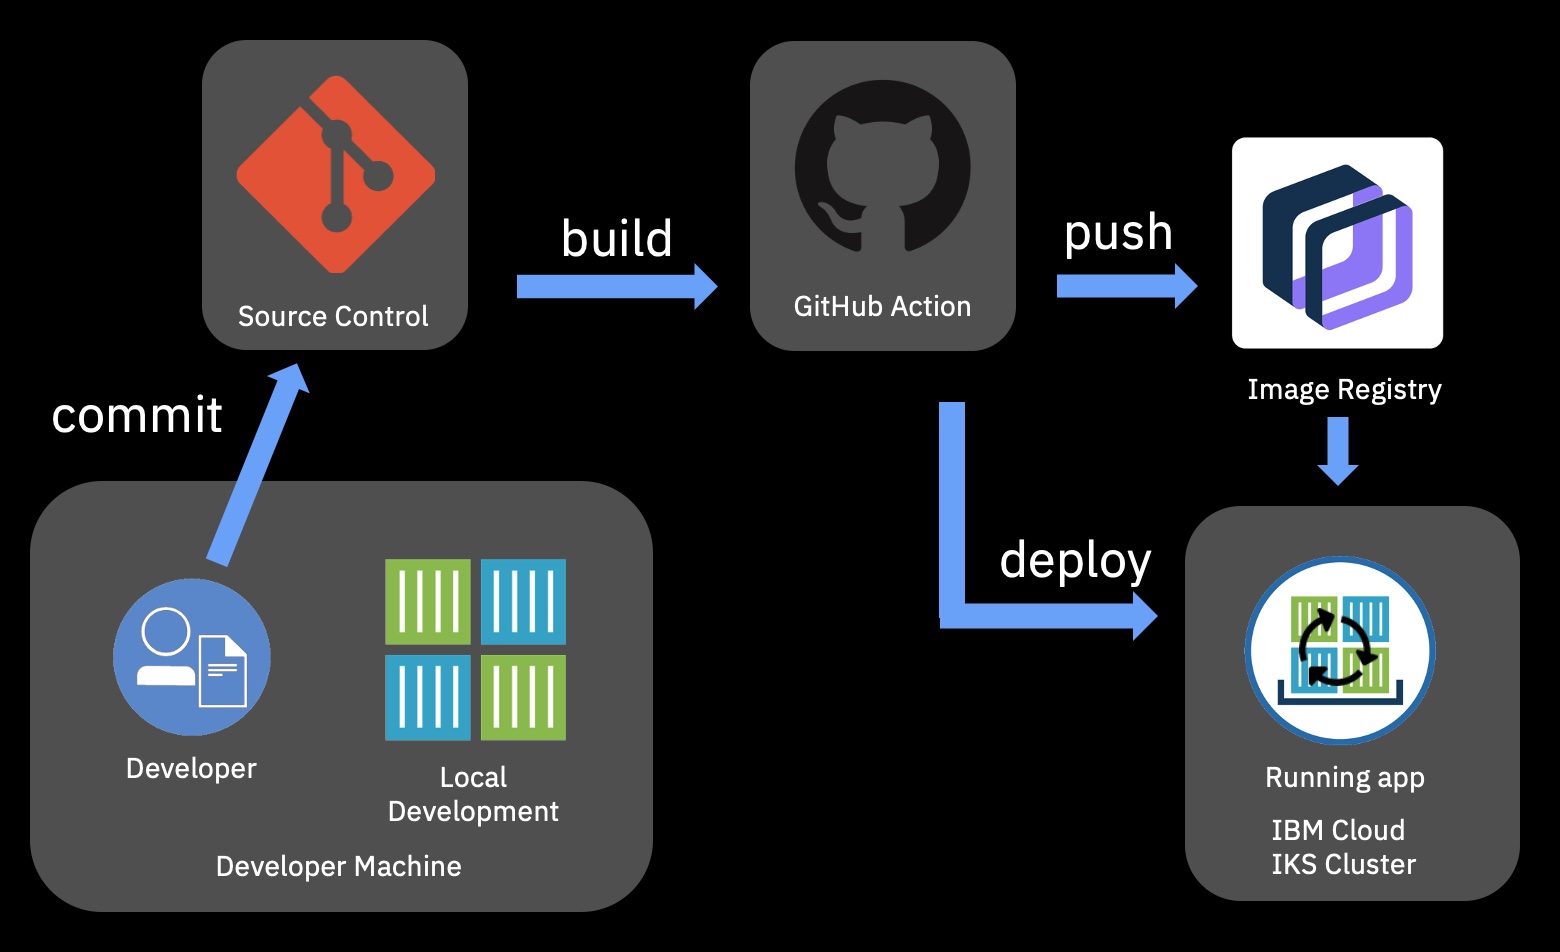 Source Control
build
GitHub Action
push
Image Registry
commit
deploy
Developer
Local
Development
Developer Machine
Running app
IBM Cloud
IKS Cluster